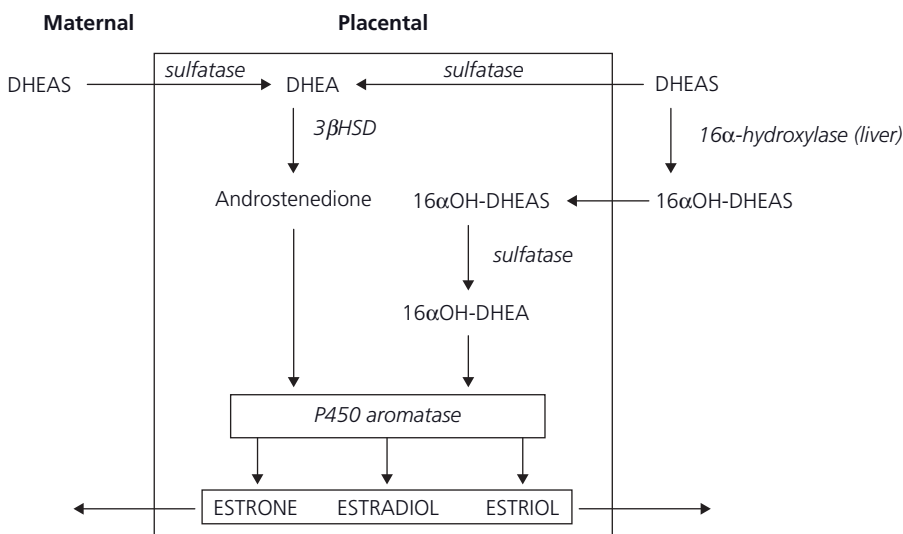 Maternal Placental
DHEAS sulfatase DHEA sulfatase DHEAS
3βHSD 16α-hydroxylase (liver)
Androstenedione 16αOH-DHEAS 16αOH-DHEAS
sulfatase
16αOH-DHEA
P450 aromatase
ESTRONE ESTRADIOL ESTRIOL